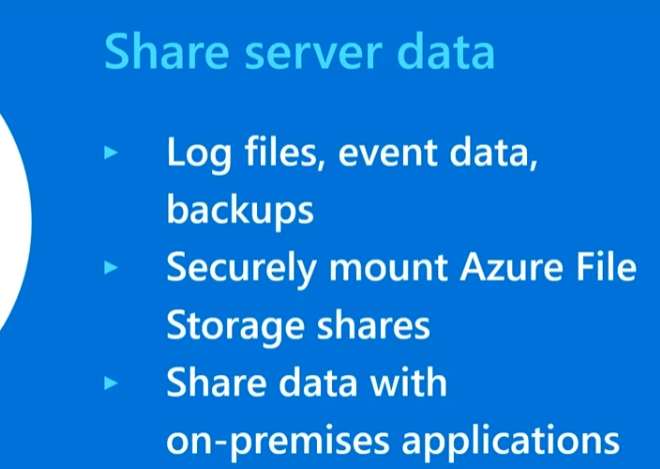 Share server data
Log files, event data,
backups
Securely mount Azure File
Storage shares
Share data with
on-premises applications